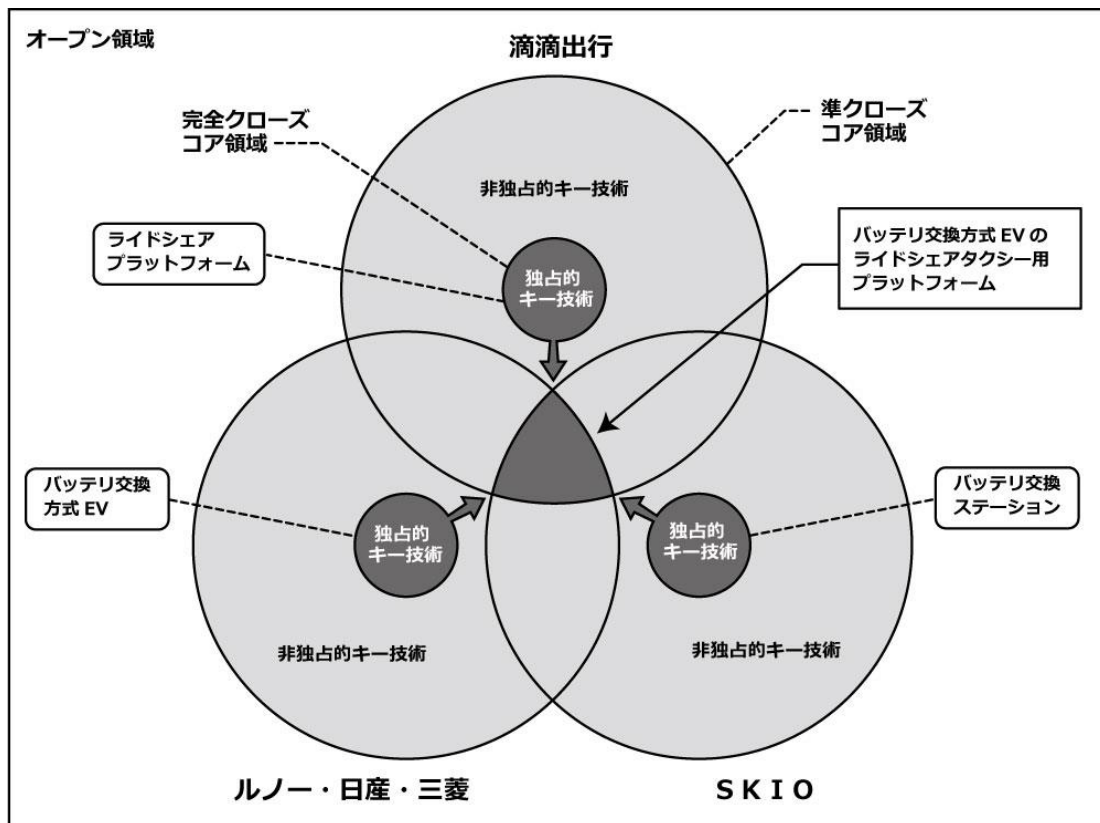 オープン領域
滴滴出行
完全クローズ
コア領域
準クローズ
コア領域
非独占的キー技術
ライドシェア
プラットフォーム
バッテリ交換方式 EV の
ライドシェアタクシー用
プラットフォーム
独占的
キー技術
バッテリ交換
方式 EV
バッテリ交換
ステーション
独占的
キー技術
独占的
キー技術
非独占的キー技術
非独占的キー技術
ルノー・日産・三菱
ＳＫＩＯ